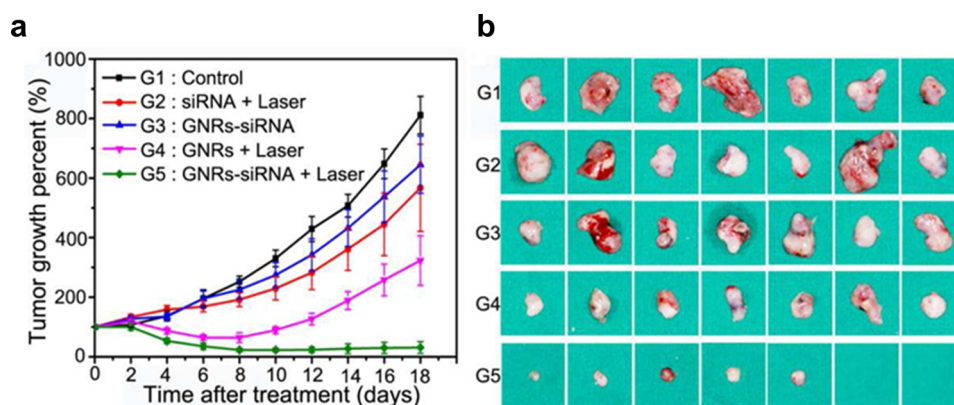 a
b
1000
800
600
400
200
0
Tumor growth percent (%)
G1 : Control
G2 : siRNA + Laser
G3 : GNRs-siRNA
G4 : GNRs + Laser
G5 : GNRs-siRNA + Laser
0 2 4 6 8 10 12 14 16 18
Time after treatment (days)
G1
G2
G3
G4
G5